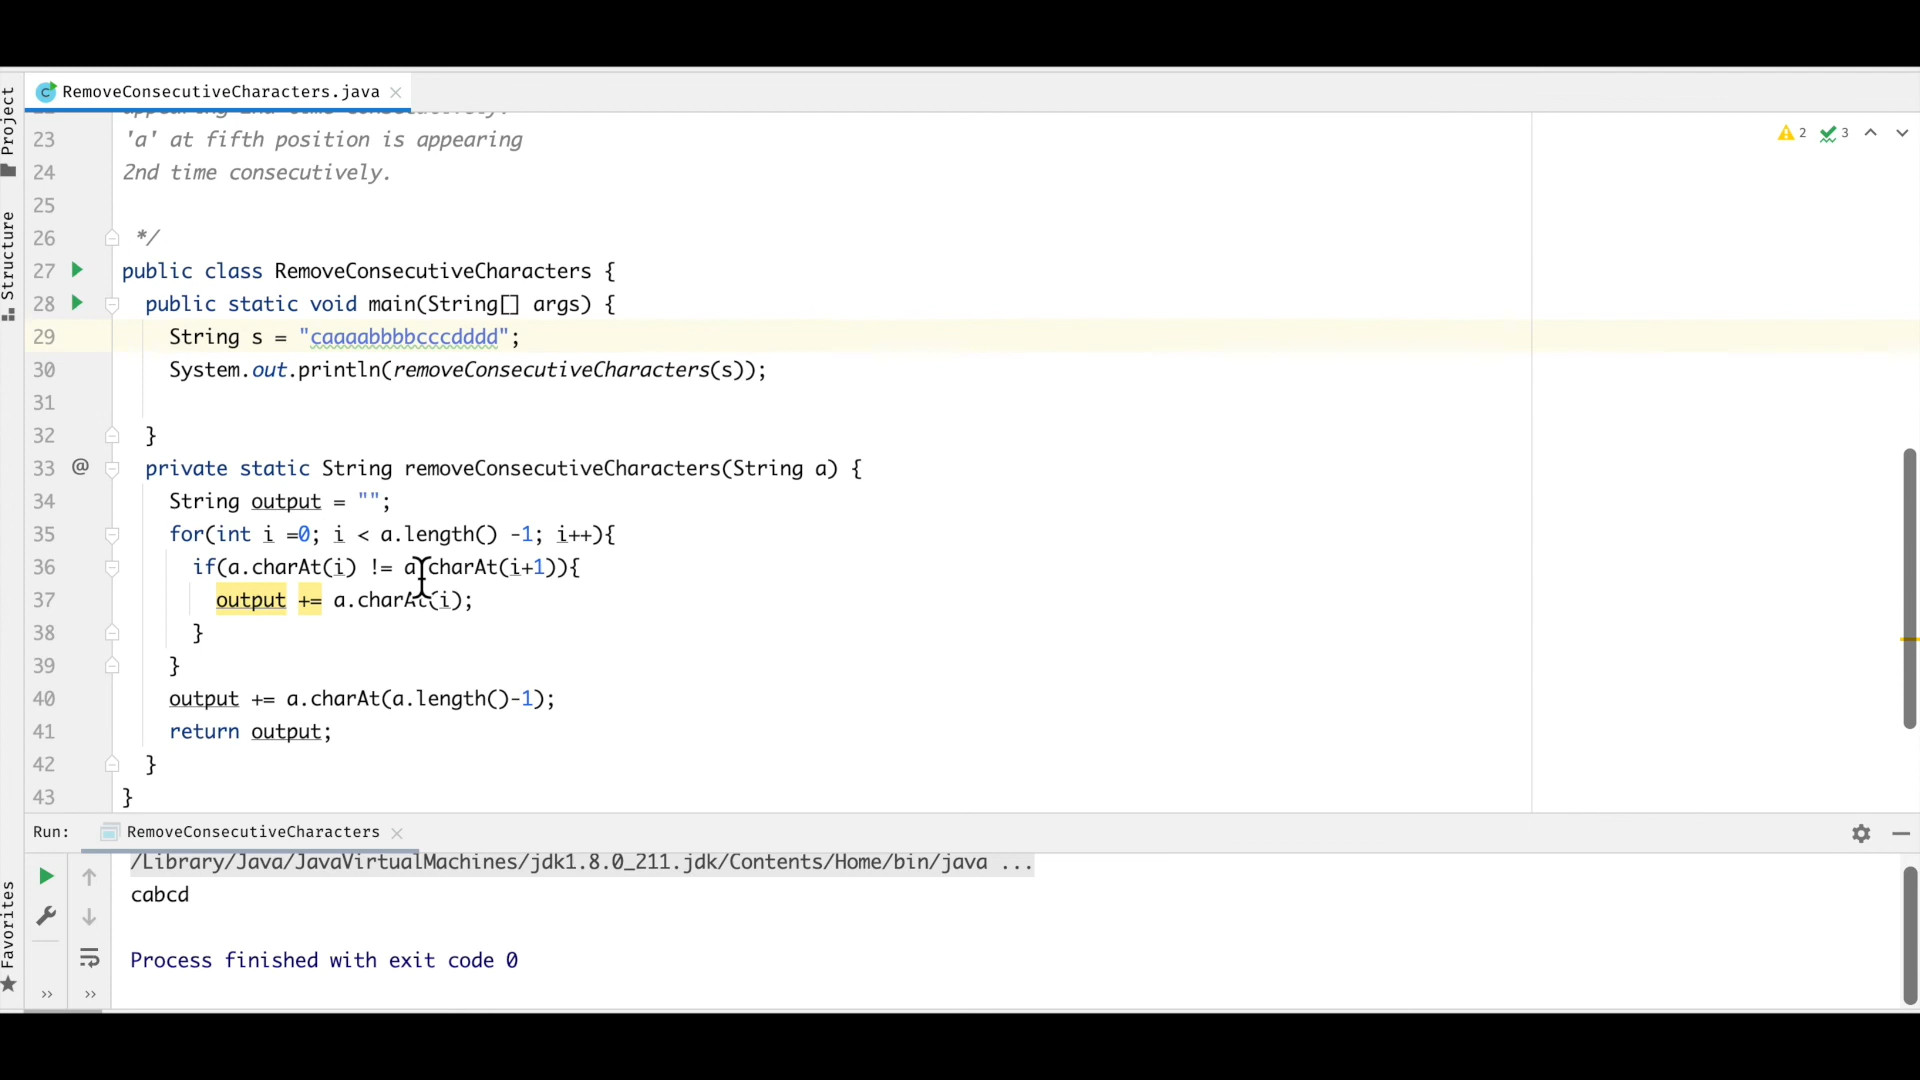 RemoveConsecutiveCharacters.java
Project
Structure
Favorites
2 3
23 'a' at fifth position is appearing
24 2nd time consecutively.
25
26 */
27 public class RemoveConsecutiveCharacters {
28 public static void main(String[] args) {
29 String s = "caaaabbbbcccdddd";
30 System.out.println(removeConsecutiveCharacters(s));
31
32 }
33 @ private static String removeConsecutiveCharacters(String a) {
34 String output = "";
35 for(int i =0; i < a.length() -1; i++){
36 if(a.charAt(i) != a.charAt(i+1)){
37 output += a.charAt(i);
38 }
39 }
40 output += a.charAt(a.length()-1);
41 return output;
42 }
43 }
Run: RemoveConsecutiveCharacters
/Library/Java/JavaVirtualMachines/jdk1.8.0_211.jdk/Contents/Home/bin/java ...
cabcd
Process finished with exit code 0